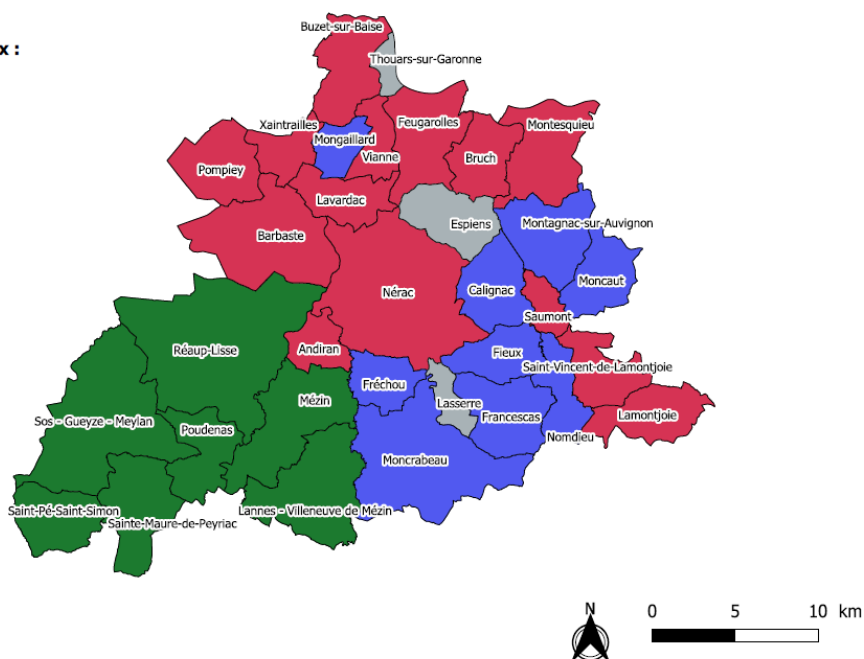 Buzet-sur-Baise
x :
Thouars-sur-Garonne
Xaintrailles
Feugarolles
Montesquieu
Mongaillard
Vianne
Bruch
Pompiey
Lavardac
Espiens
Montagnac-sur-Auvignon
Barbaste
Moncaut
Calignac
Nérac
Saumont
Réaup-Lisse
Andiran
Fieux
Saint-Vincent-de-Lamontjoie
Fréchou
Mézin
Lasserre
Lamontjoie
Sos - Gueyze - Meylan
Poudenas
Francescas
Nomdieu
Moncrabeau
Saint-Pé-Saint-Simon
Lannes - Villeneuve de Mézin
Sainte-Maure-de-Peyriac
N
0 5 10 km